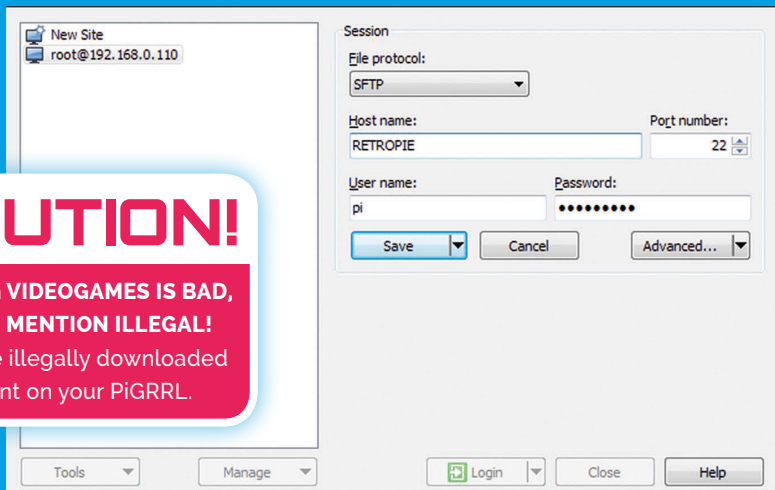 New Site
root@192.168.0.110
Session
File protocol:
SFTP
Host name:
Port number:
RETROPIE
22
User name:
Password:
pi
•••••••••
Save
Cancel
Advanced...
UTION!
VIDEOGAMES IS BAD,
MENTION ILLEGAL!
illegally downloaded
nt on your PiGRRL.
Tools
Manage
Login
Close
Help